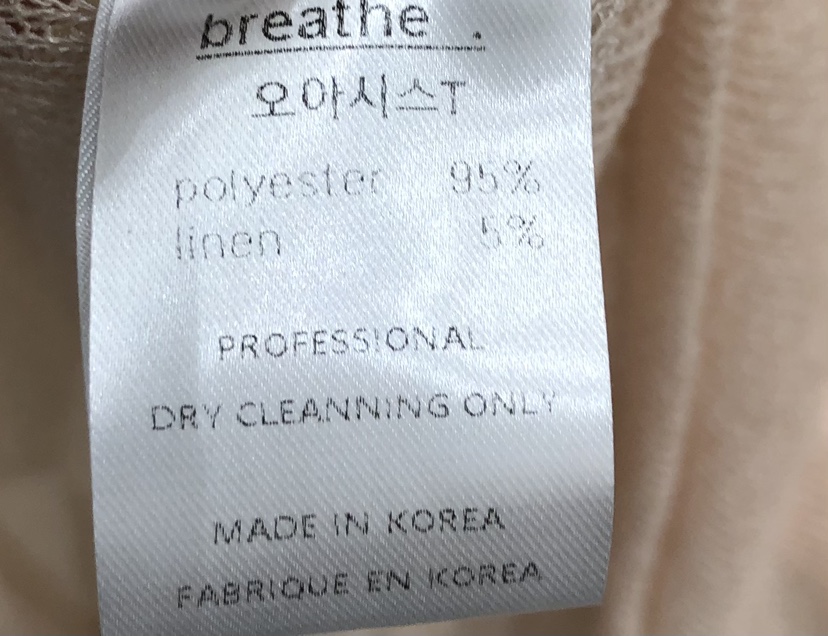 breathe .
오아시스T
polyester 95%
linen 5%
PROFESSIONAL
DRY CLEANNING ONLY
MADE IN KOREA
FABRIQUE EN KOREA